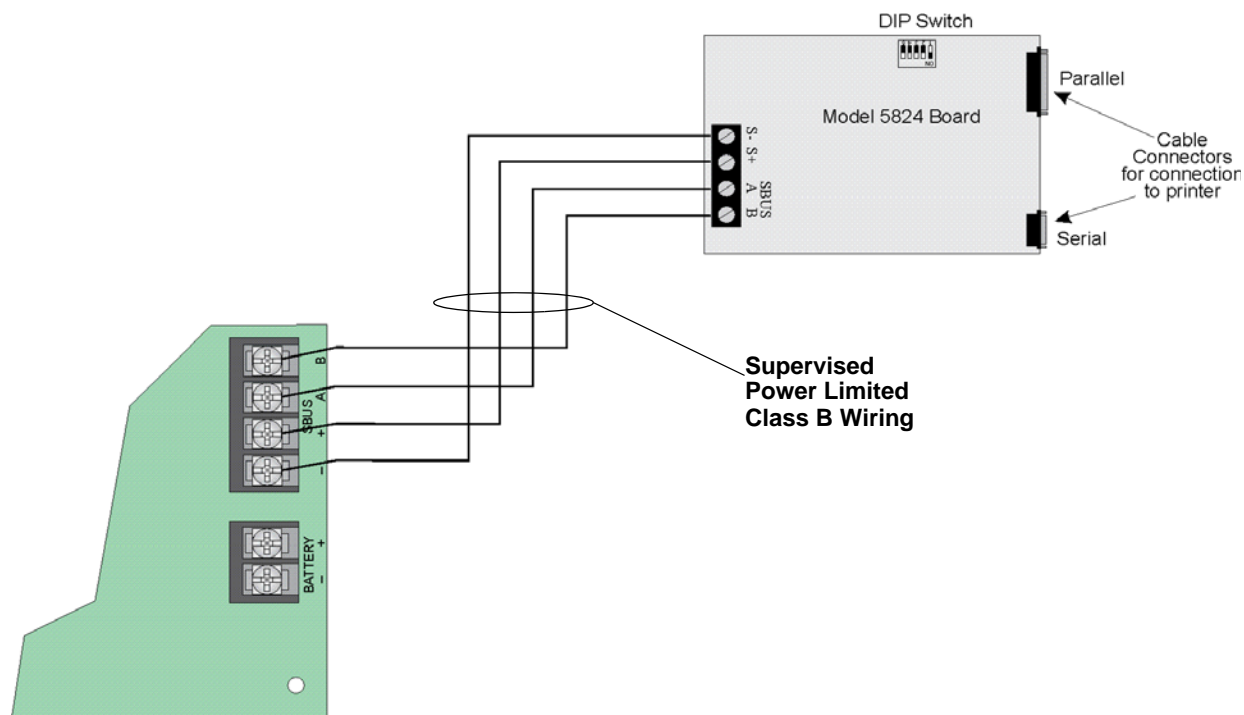 DIP Switch
ON
Parallel
Model 5824 Board
Cable
Connectors
for connection
to printer
S-
S+
A
B
SBUS
Serial
B
A
+
−
SBUS
Supervised
Power Limited
Class B Wiring
+
−
BATTERY